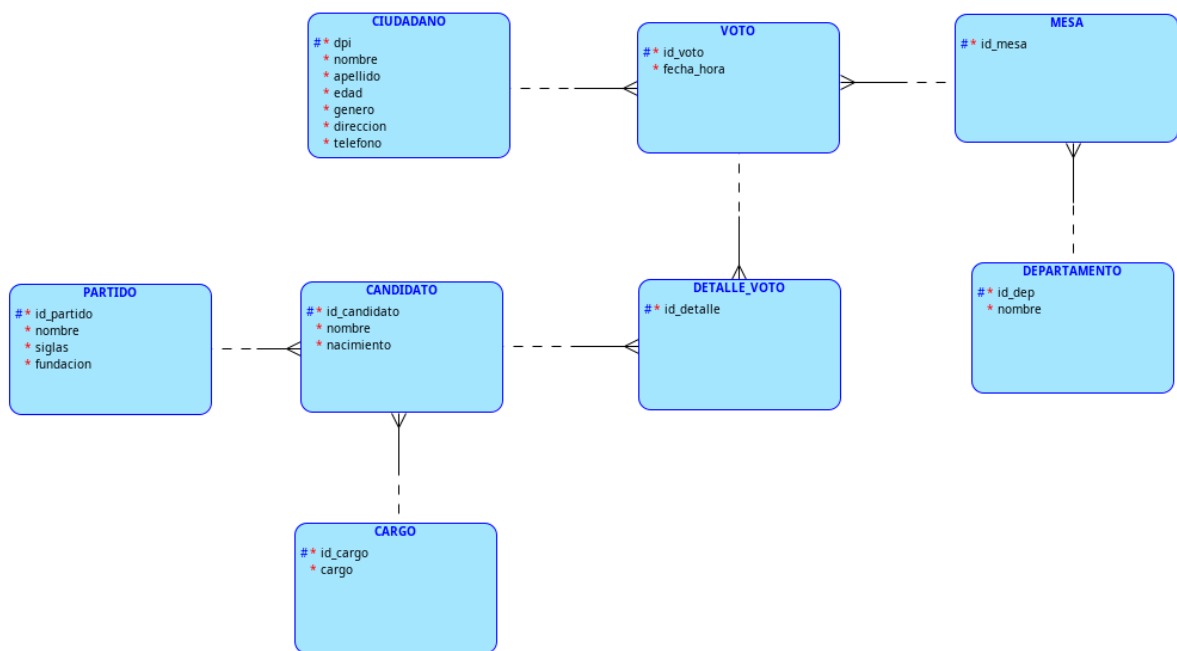 CIUDADANO
#* dpi
* nombre
* apellido
* edad
* genero
* direccion
* telefono
VOTO
#* id_voto
* fecha_hora
MESA
#* id_mesa
PARTIDO
#* id_partido
* nombre
* siglas
* fundacion
CANDIDATO
#* id_candidato
* nombre
* nacimiento
DETALLE_VOTO
#* id_detalle
DEPARTAMENTO
#* id_dep
* nombre
CARGO
#* id_cargo
* cargo